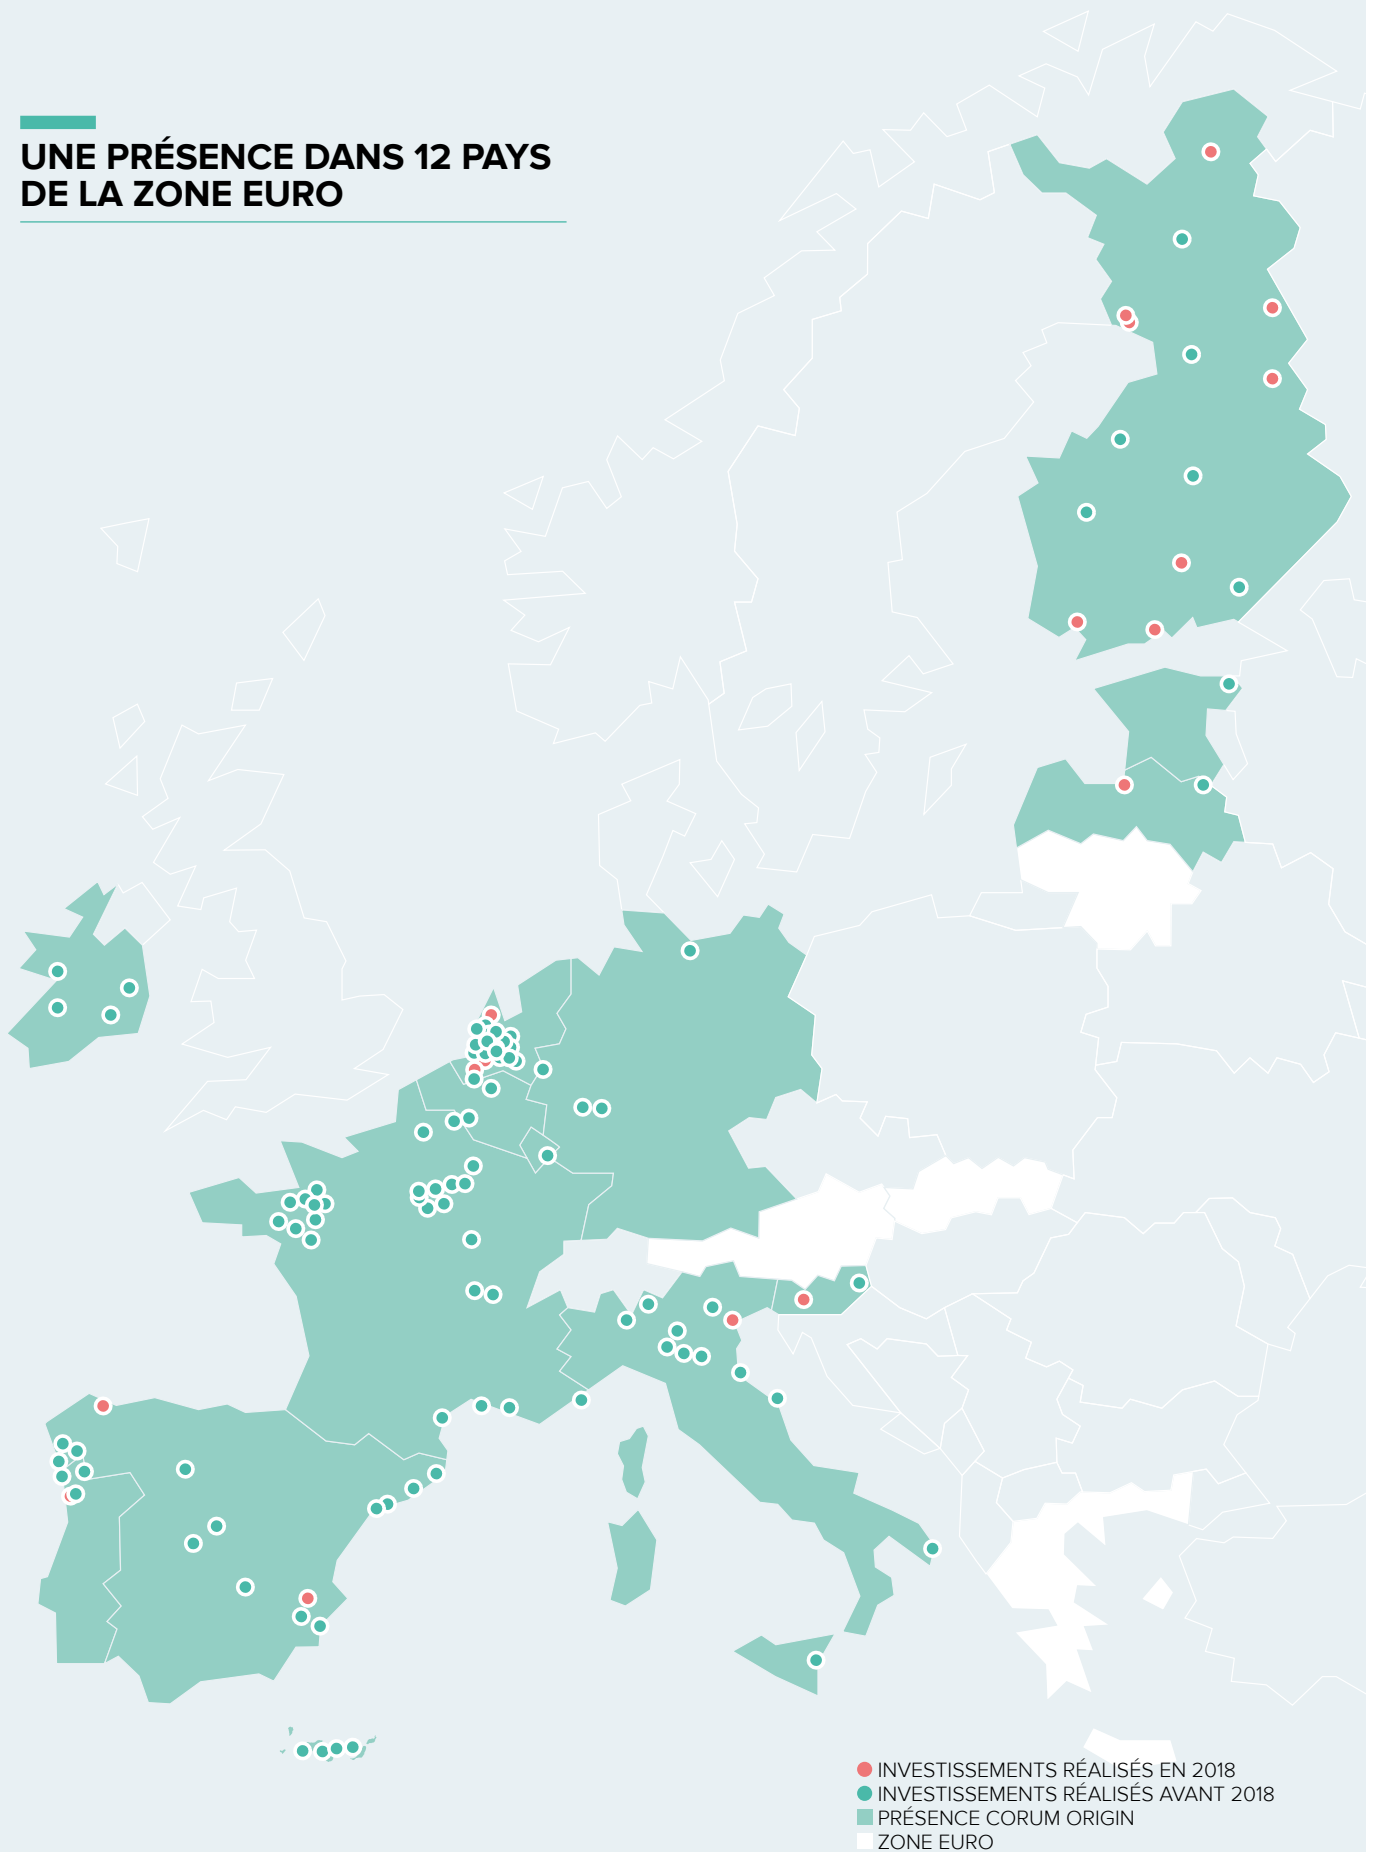 UNE PRÉSENCE DANS 12 PAYS
DE LA ZONE EURO
INVESTISSEMENTS RÉALISÉS EN 2018
INVESTISSEMENTS RÉALISÉS AVANT 2018
PRÉSENCE CORUM ORIGIN
ZONE EURO